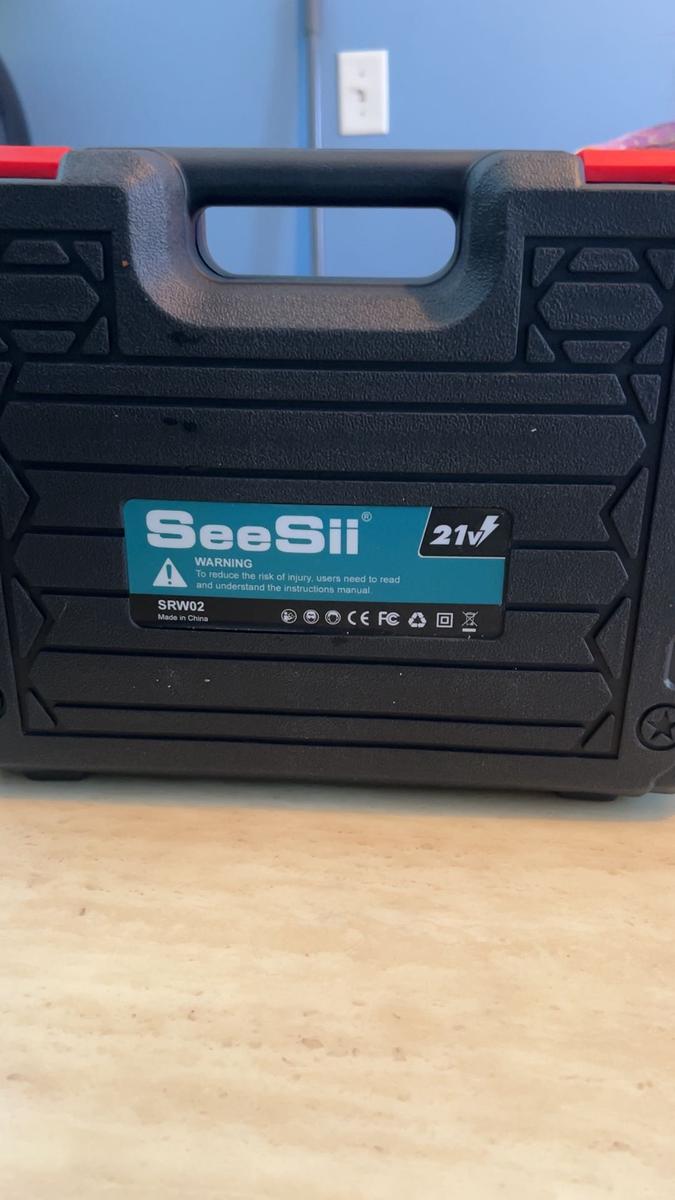 SeeSii®
21v
WARNING
To reduce the risk of injury, users need to read
and understand the instructions manual.
SRW02
Made in China
CE FC